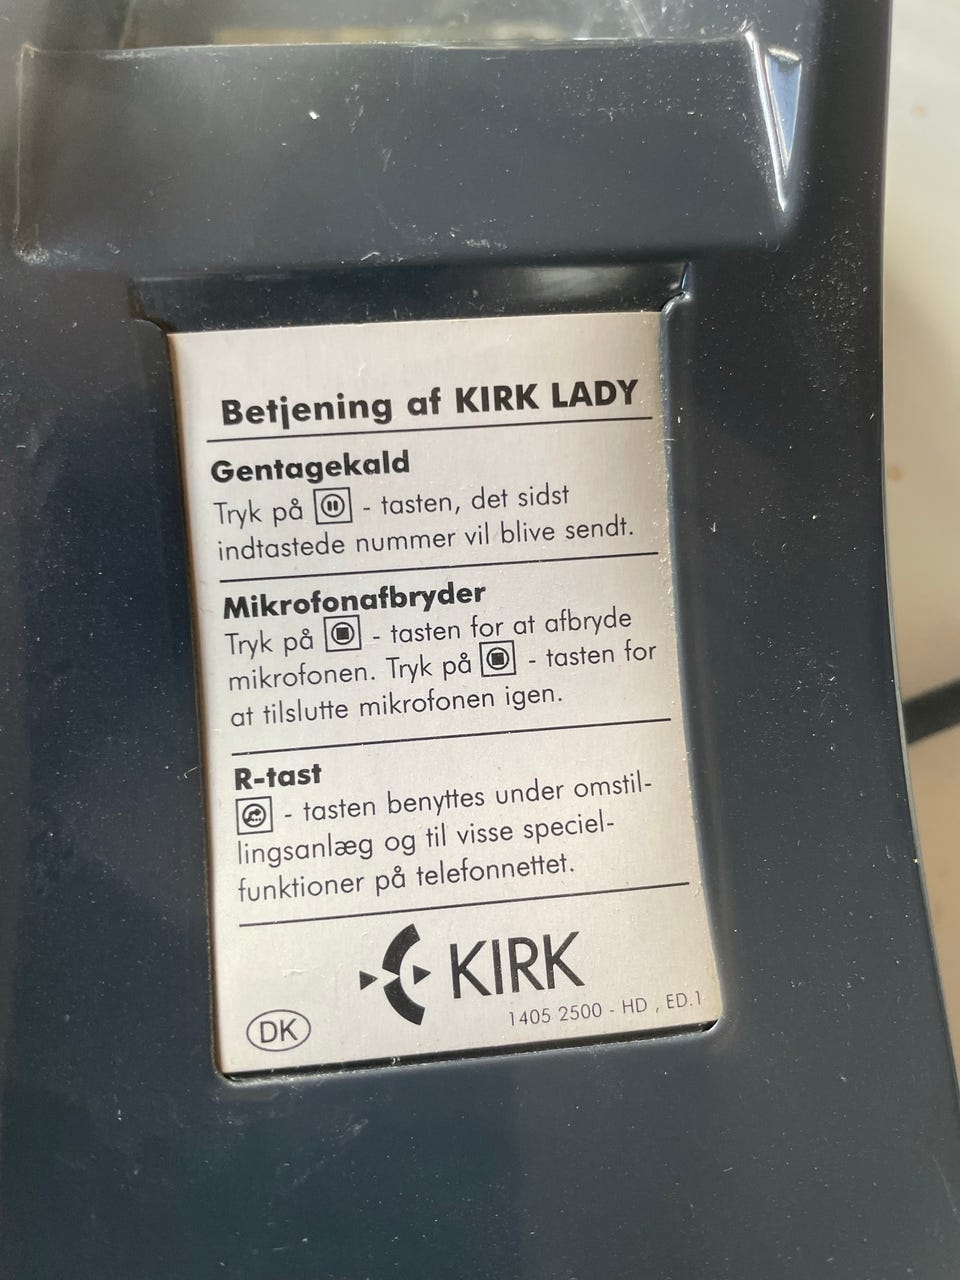 Betjening af KIRK LADY
Gentagekald
Tryk på - tasten, det sidst
indtastede nummer vil blive sendt.
Mikrofonafbryder
Tryk på - tasten for at afbryde
mikrofonen. Tryk på - tasten for
at tilslutte mikrofonen igen.
R-tast
- tasten benyttes under omstil-
lingsanlæg og til visse speciel-
funktioner på telefonnettet.
KIRK
DK
1405 2500 - HD , ED.1